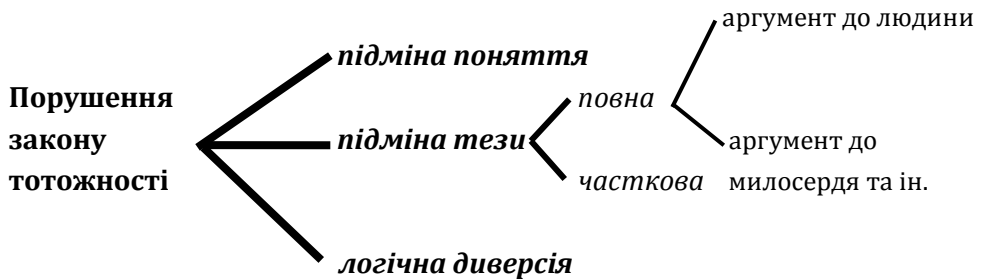 аргумент до людини
підміна поняття
Порушення
закону
тотожності
повна
підміна тези
аргумент до
милосердя та ін.
часткова
логічна диверсія